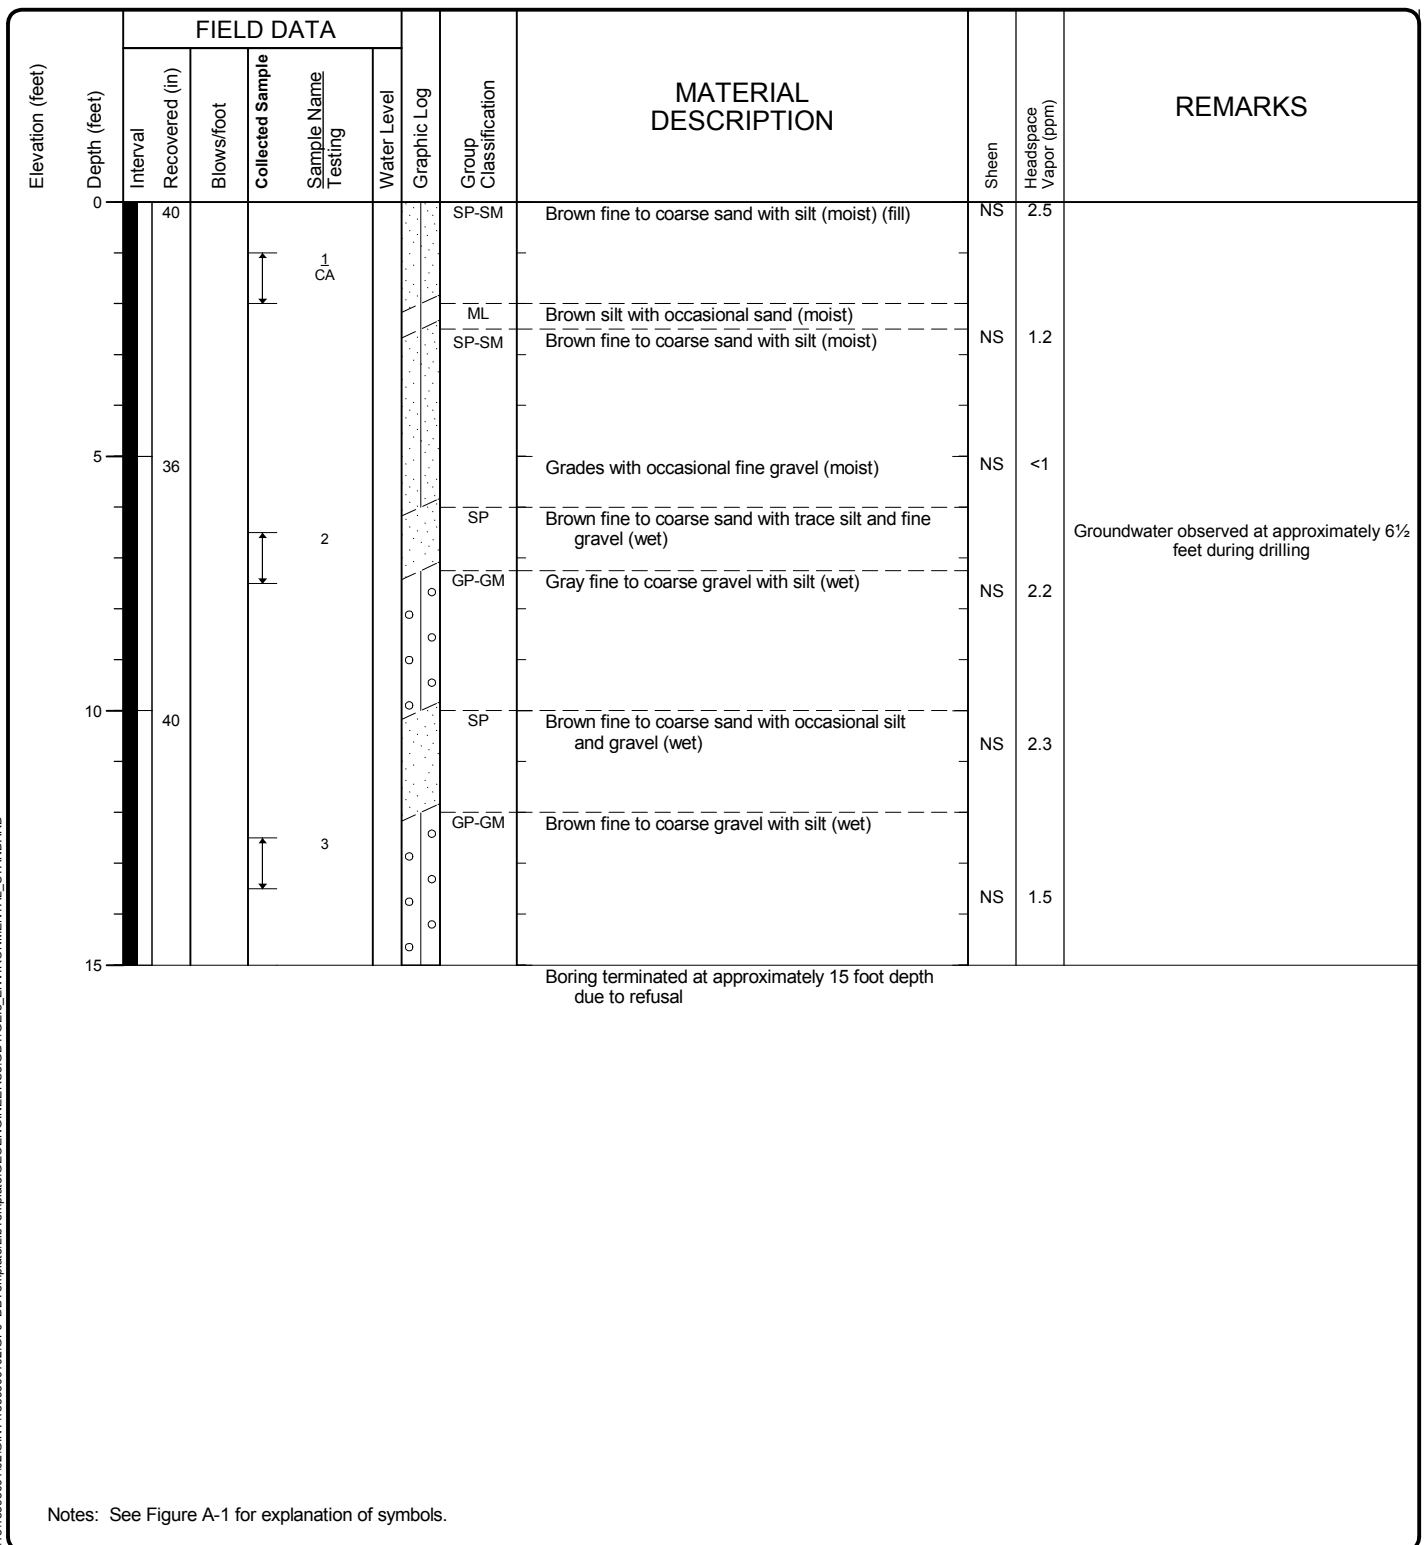 FIELD DATA
Elevation (feet)
Depth (feet)
Interval
Recovered (in)
Blows/foot
Collected Sample
Sample Name
Testing
Water Level
Graphic Log
Group
Classification
MATERIAL
DESCRIPTION
Sheen
Headspace
Vapor (ppm)
REMARKS
0
40
SP-SM
Brown fine to coarse sand with silt (moist) (fill)
NS
2.5
1
CA
ML
Brown silt with occasional sand (moist)
SP-SM
Brown fine to coarse sand with silt (moist)
NS
1.2
5
36
Grades with occasional fine gravel (moist)
NS
<1
SP
Brown fine to coarse sand with trace silt and fine
gravel (wet)
2
Groundwater observed at approximately 6½
feet during drilling
GP-GM
Gray fine to coarse gravel with silt (wet)
NS
2.2
10
40
SP
Brown fine to coarse sand with occasional silt
and gravel (wet)
NS
2.3
GP-GM
Brown fine to coarse gravel with silt (wet)
3
NS
1.5
15
Boring terminated at approximately 15 foot depth
due to refusal
Notes: See Figure A-1 for explanation of symbols.